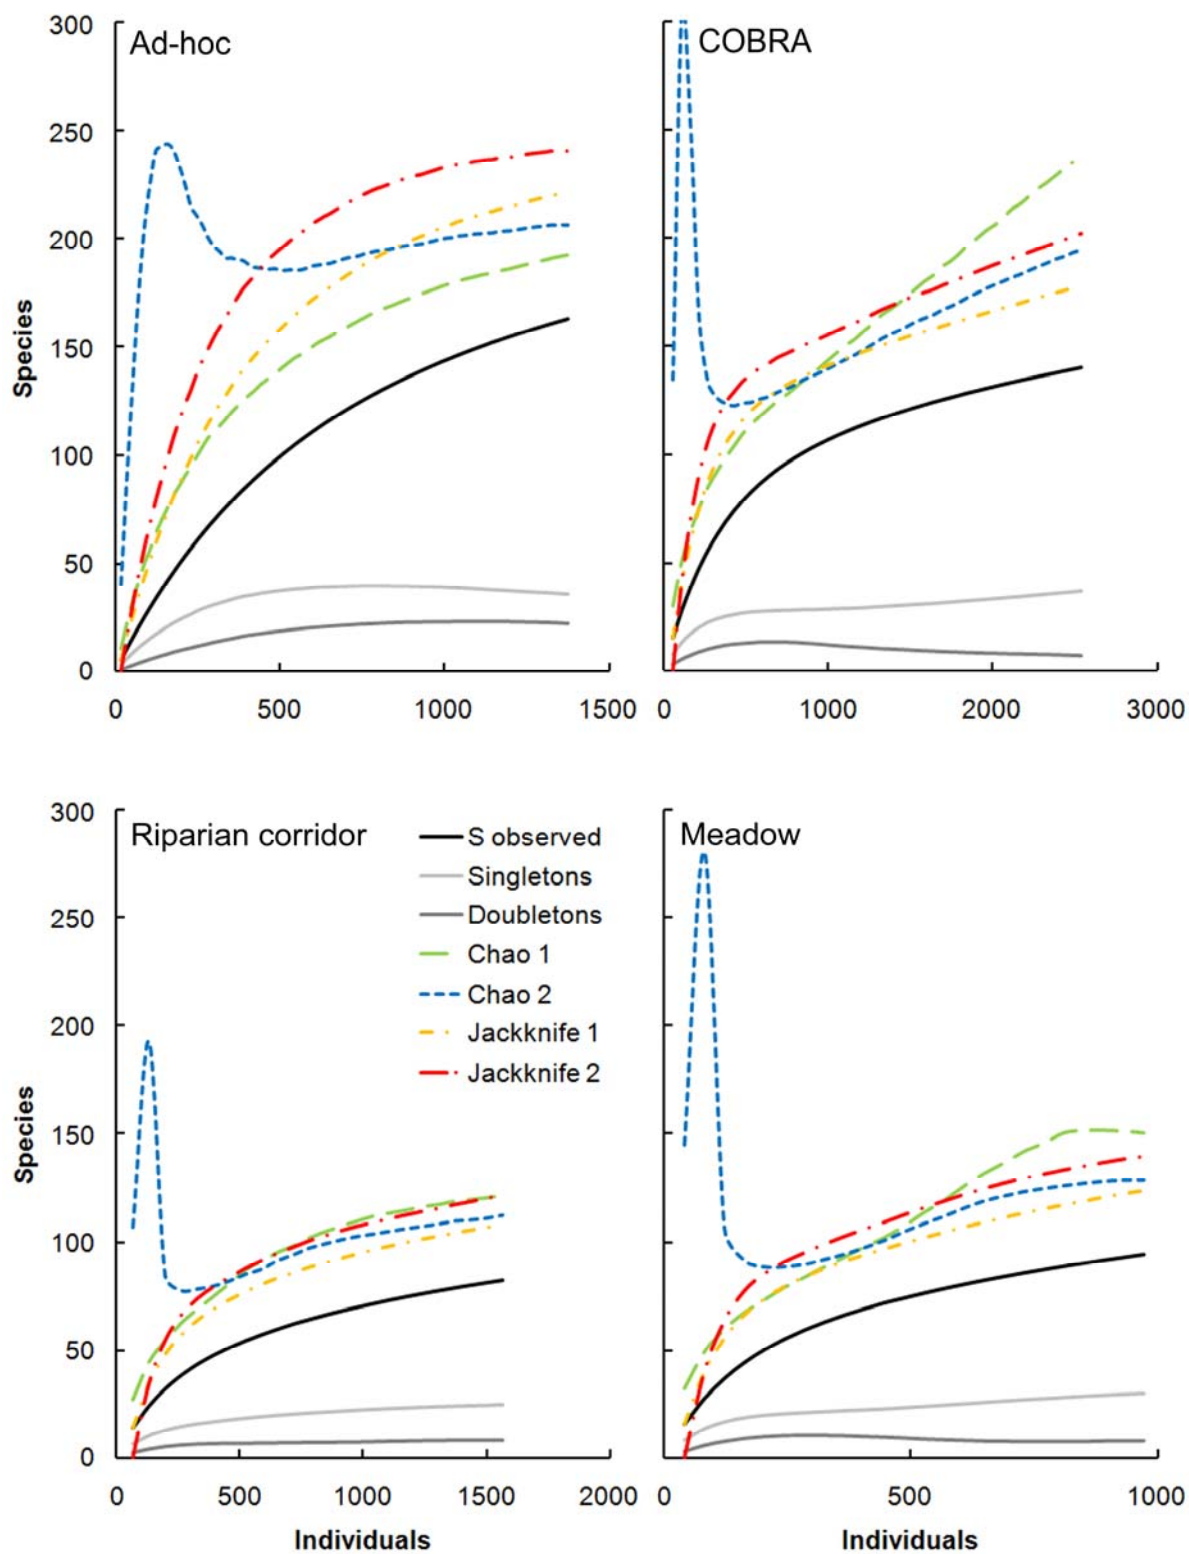 Ad-hoc
COBRA
300
250
200
150
100
50
0
Species
0 500 1000 1500
0 1000 2000 3000
Riparian corridor
Meadow
S observed
Singletons
Doubletons
Chao 1
Chao 2
Jackknife 1
Jackknife 2
300
250
200
150
100
50
0
Species
0 500 1000 1500 2000
0 500 1000
Individuals
Individuals